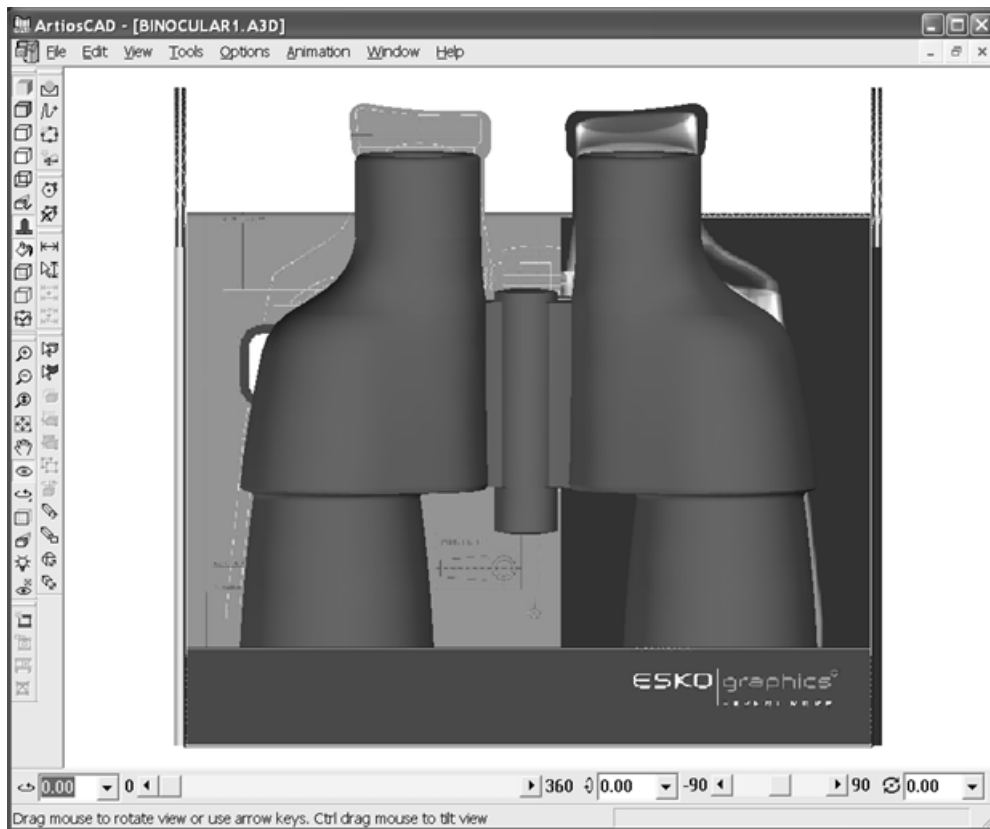 ArtiosCAD - [BINOCULAR1.A3D]
File Edit View Tools Options Animation Window Help
ESKO graphics
0.00 0 360 0.00 -90 90 0.00
Drag mouse to rotate view or use arrow keys. Ctrl drag mouse to tilt view